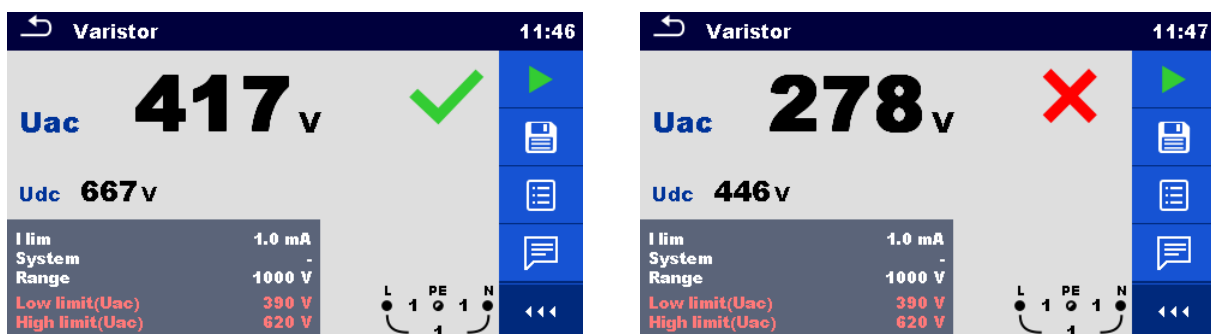 Varistor 11:46
Uac 417 V
Udc 667 V
I lim 1.0 mA
System -
Range 1000 V
Low limit(Uac) 390 V
High limit(Uac) 620 V
L PE N
1 1
1
Varistor 11:47
Uac 278 V
Udc 446 V
I lim 1.0 mA
System -
Range 1000 V
Low limit(Uac) 390 V
High limit(Uac) 620 V
L PE N
1 1
1